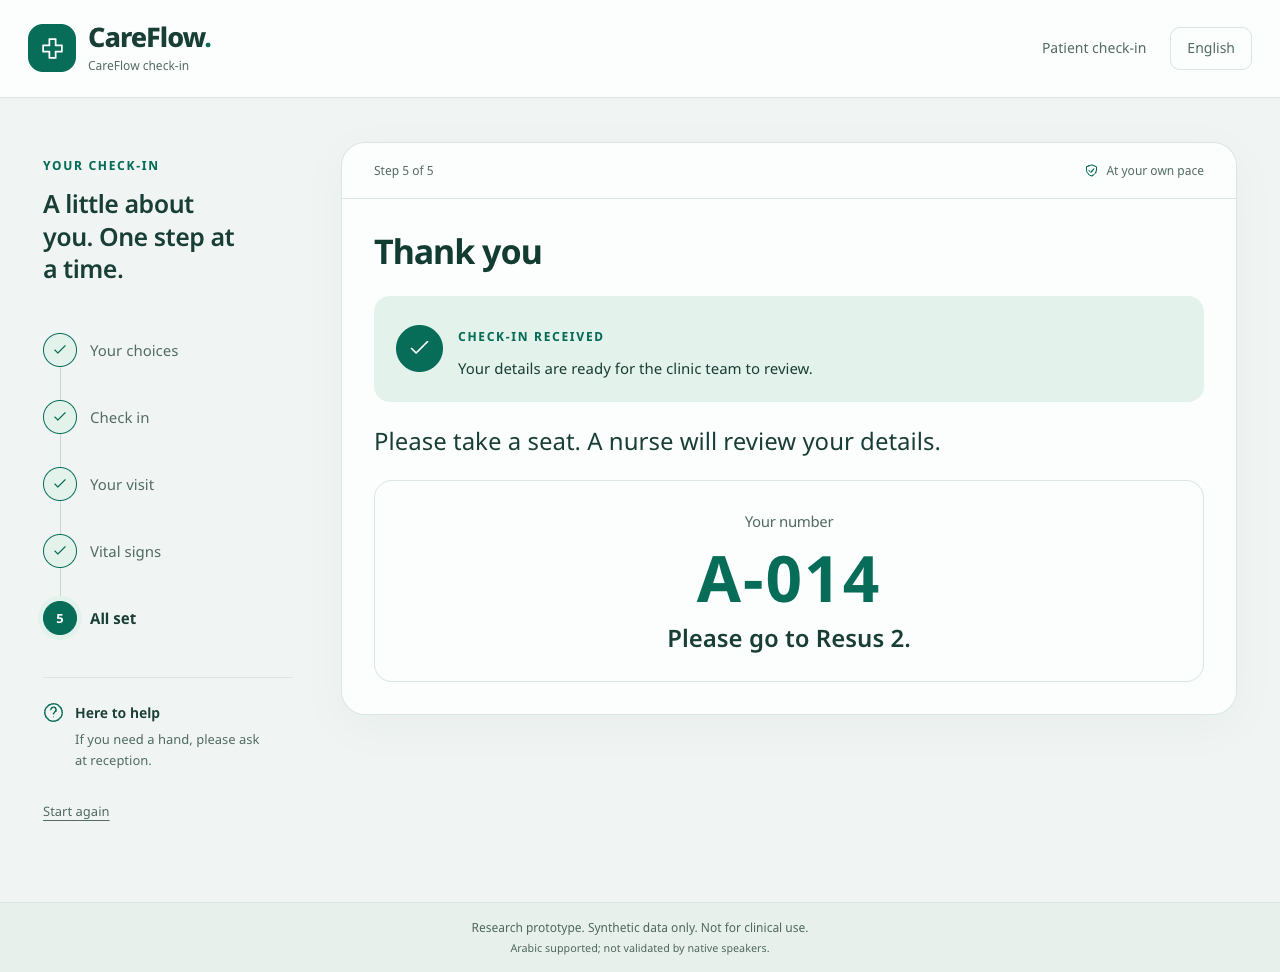 CareFlow.
CareFlow check-in
Patient check-in
English
YOUR CHECK-IN
A little about
you. One step at
a time.
Your choices
Check in
Your visit
Vital signs
5
All set
Here to help
If you need a hand, please ask
at reception.
Start again
Step 5 of 5
At your own pace
Thank you
CHECK-IN RECEIVED
Your details are ready for the clinic team to review.
Please take a seat. A nurse will review your details.
Your number
A-014
Please go to Resus 2.
Research prototype. Synthetic data only. Not for clinical use.
Arabic supported; not validated by native speakers.